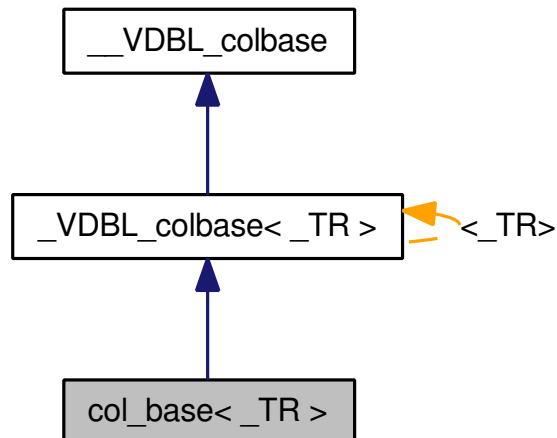 __VDBL_colbase
_VDBL_colbase< _TR >
<_TR>
col_base< _TR >